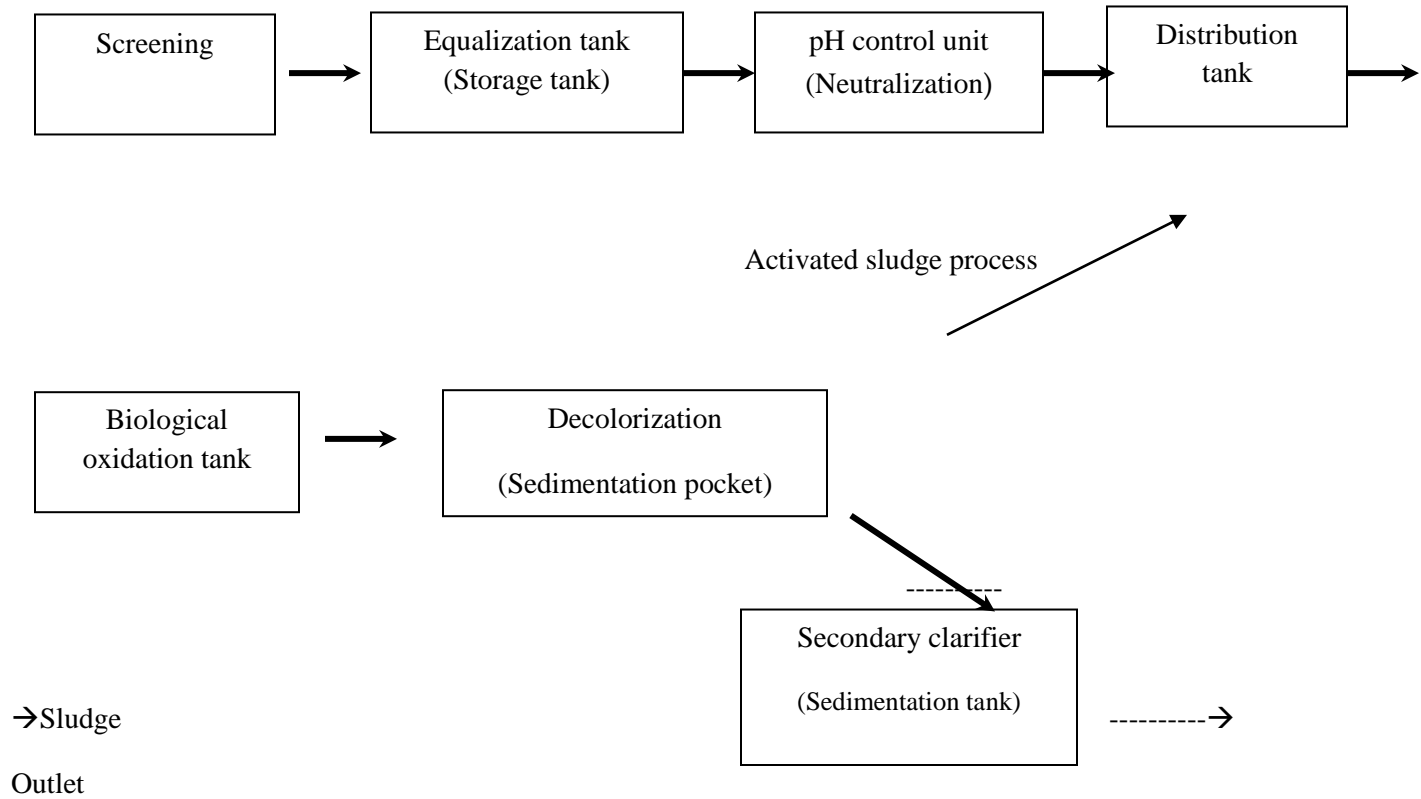 Screening
Equalization tank
(Storage tank)
pH control unit
(Neutralization)
Distribution
tank
Activated sludge process
Biological
oxidation tank
Decolorization
(Sedimentation pocket)
----------
Secondary clarifier
(Sedimentation tank)
→Sludge
----------→
Outlet